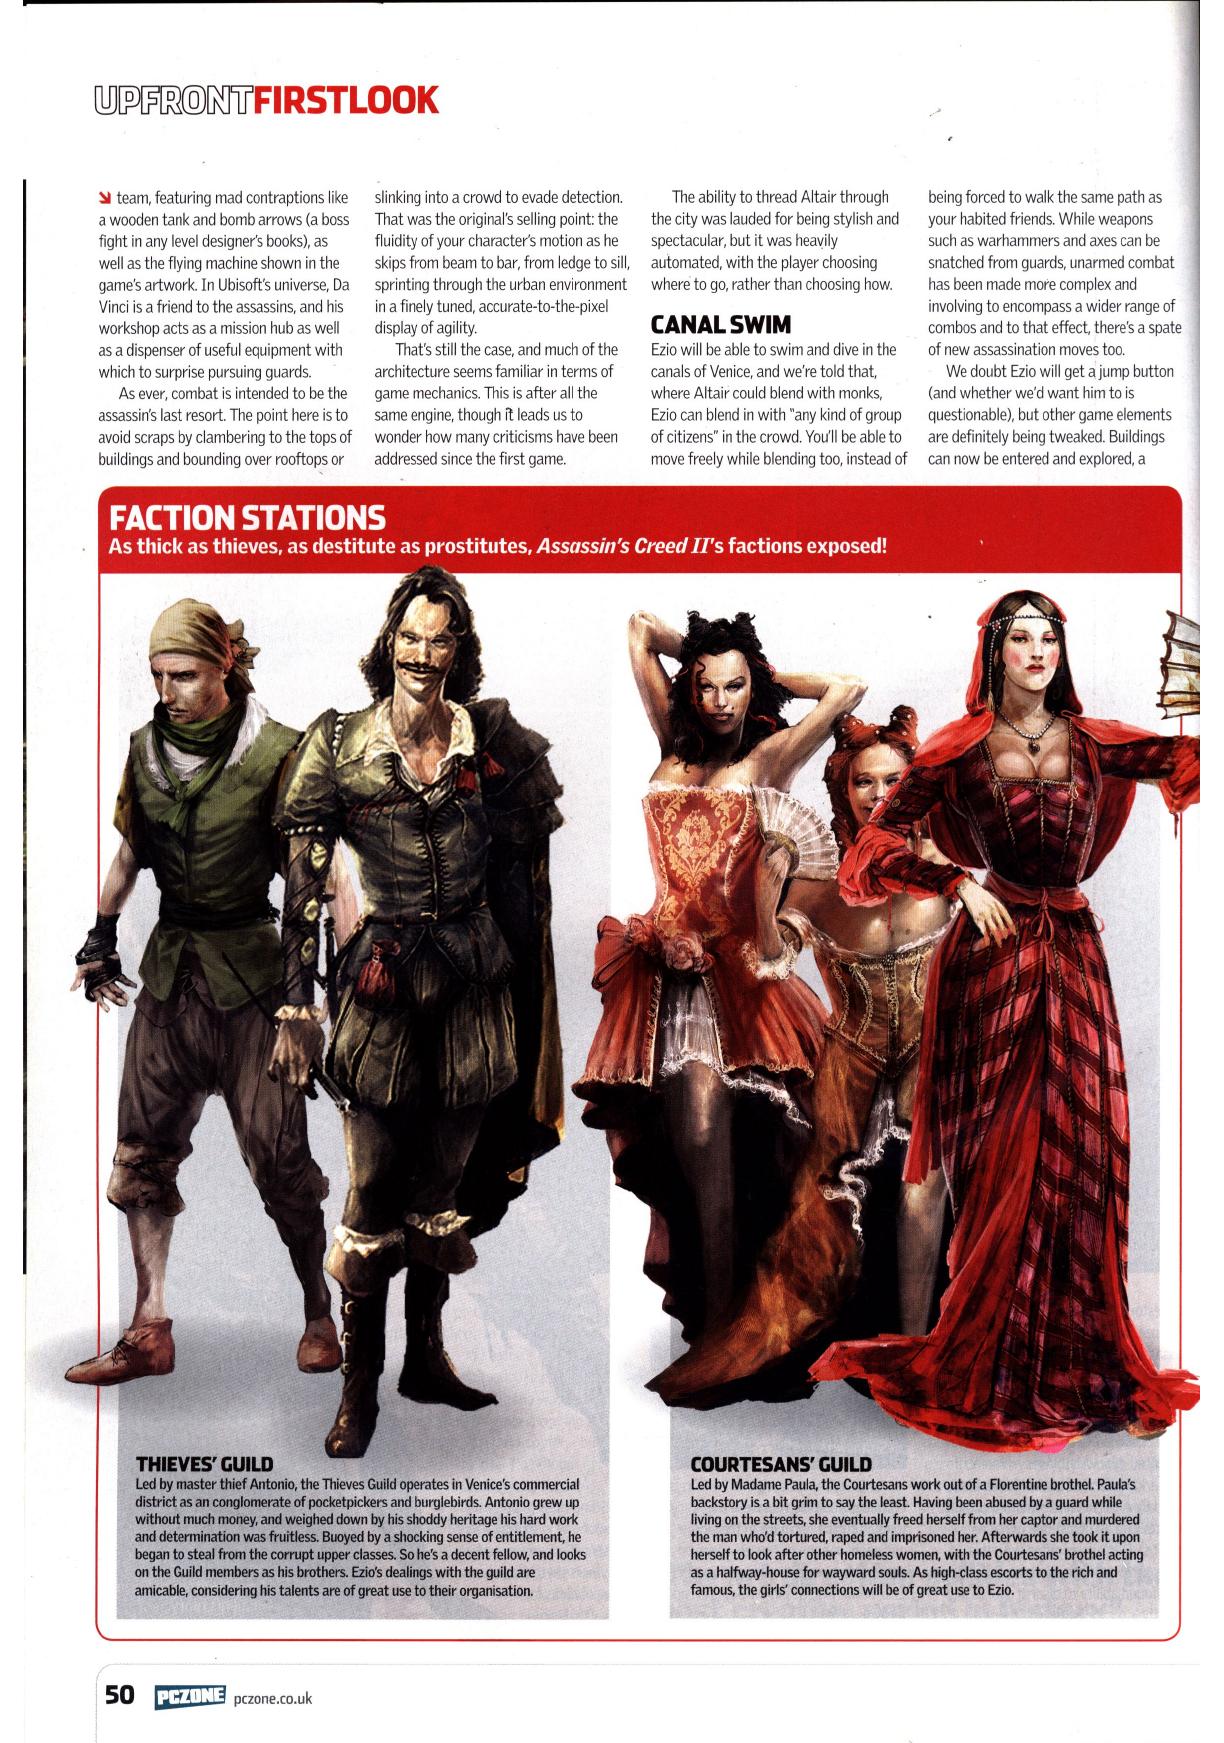 UPFRONTFIRSTLOOK
team, featuring mad contraptions like
a wooden tank and bomb arrows (a boss
fight in any level designer's books), as
well as the flying machine shown in the
game's artwork. In Ubisoft's universe, Da
Vinci is a friend to the assassins, and his
workshop acts as a mission hub as well
as a dispenser of useful equipment with
which to surprise pursuing guards.
As ever, combat is intended to be the
assassin's last resort. The point here is to
avoid scraps by clambering to the tops of
buildings and bounding over rooftops or
slinking into a crowd to evade detection.
That was the original's selling point: the
fluidity of your character's motion as he
skips from beam to bar, from ledge to sill,
sprinting through the urban environment
in a finely tuned, accurate-to-the-pixel
display of agility.
That's still the case, and much of the
architecture seems familiar in terms of
game mechanics. This is after all the
same engine, though it leads us to
wonder how many criticisms have been
addressed since the first game.
The ability to thread Altair through
the city was lauded for being stylish and
spectacular, but it was heavily
automated, with the player choosing
where to go, rather than choosing how.
CANAL SWIM
Ezio will be able to swim and dive in the
canals of Venice, and we're told that,
where Altair could blend with monks,
Ezio can blend in with "any kind of group
of citizens" in the crowd. You'll be able to
move freely while blending too, instead of
being forced to walk the same path as
your habited friends. While weapons
such as warhammers and axes can be
snatched from guards, unarmed combat
has been made more complex and
involving to encompass a wider range of
combos and to that effect, there's a spate
of new assassination moves too.
We doubt Ezio will get a jump button
(and whether we'd want him to is
questionable), but other game elements
are definitely being tweaked. Buildings
can now be entered and explored, a
FACTION STATIONS
As thick as thieves, as destitute as prostitutes, Assassin's Creed II's factions exposed!
THIEVES' GUILD
Led by master thief Antonio, the Thieves Guild operates in Venice's commercial
district as an conglomerate of pocketpickers and burglebirds. Antonio grew up
without much money, and weighed down by his shoddy heritage his hard work
and determination was fruitless. Buoyed by a shocking sense of entitlement, he
began to steal from the corrupt upper classes. So he's a decent fellow, and looks
on the Guild members as his brothers. Ezio's dealings with the guild are
amicable, considering his talents are of great use to their organisation.
COURTESANS' GUILD
Led by Madame Paula, the Courtesans work out of a Florentine brothel. Paula's
backstory is a bit grim to say the least. Having been abused by a guard while
living on the streets, she eventually freed herself from her captor and murdered
the man who'd tortured, raped and imprisoned her. Afterwards she took it upon
herself to look after other homeless women, with the Courtesans' brothel acting
as a halfway-house for wayward souls. As high-class escorts to the rich and
famous, the girls' connections will be of great use to Ezio.
50 PCZONE pczone.co.uk